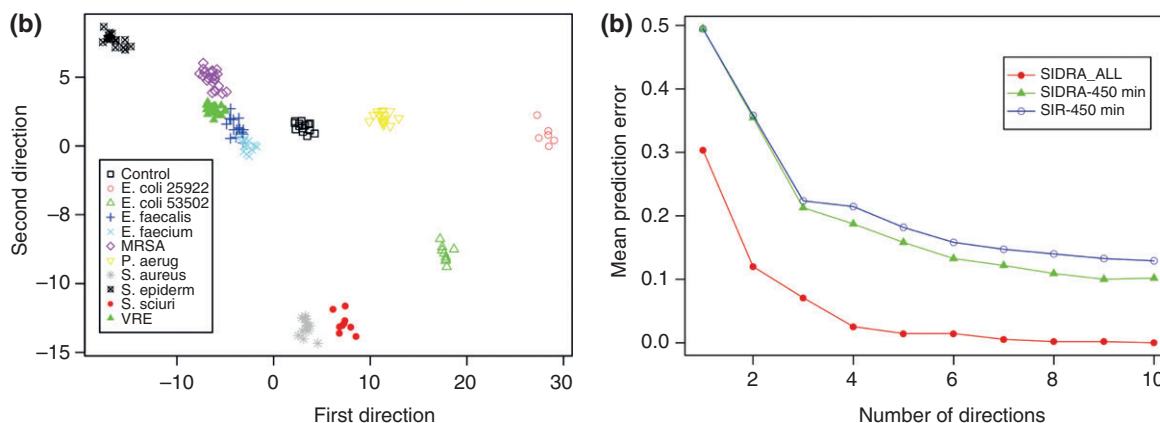 (b)
Second direction
5
0
−5
−8
−10
−15
Control
E. coli 25922
E. coli 53502
E. faecalis
E. faecium
MRSA
P. aerug
S. aureus
S. epiderm
S. sciuri
VRE
−10
0
10
20
30
First direction
(b)
Mean prediction error
0.5
0.4
0.3
0.2
0.1
0.0
SIDRA_ALL
SIDRA-450 min
SIR-450 min
2
4
6
8
10
Number of directions